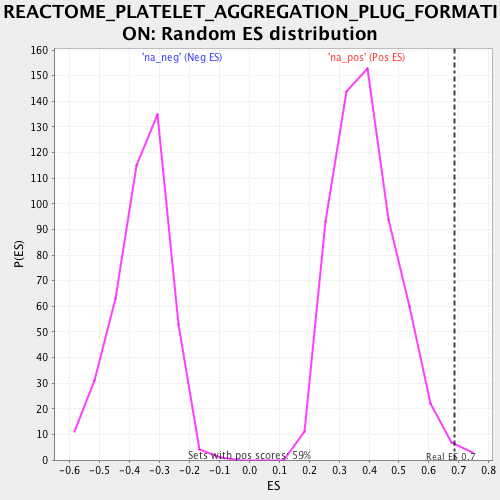 REACTOME_PLATELET_AGGREGATION_PLUG_FORMATI
ON: Random ES distribution
'na_neg' (Neg ES)
'na_pos' (Pos ES)
160
150
140
130
120
110
100
90
80
70
60
50
40
30
20
10
0
P(ES)
Sets with pos scores: 59%
Real ES 0.7
-0.6 -0.5 -0.4 -0.3 -0.2 -0.1 0.0 0.1 0.2 0.3 0.4 0.5 0.6 0.7 0.8
ES